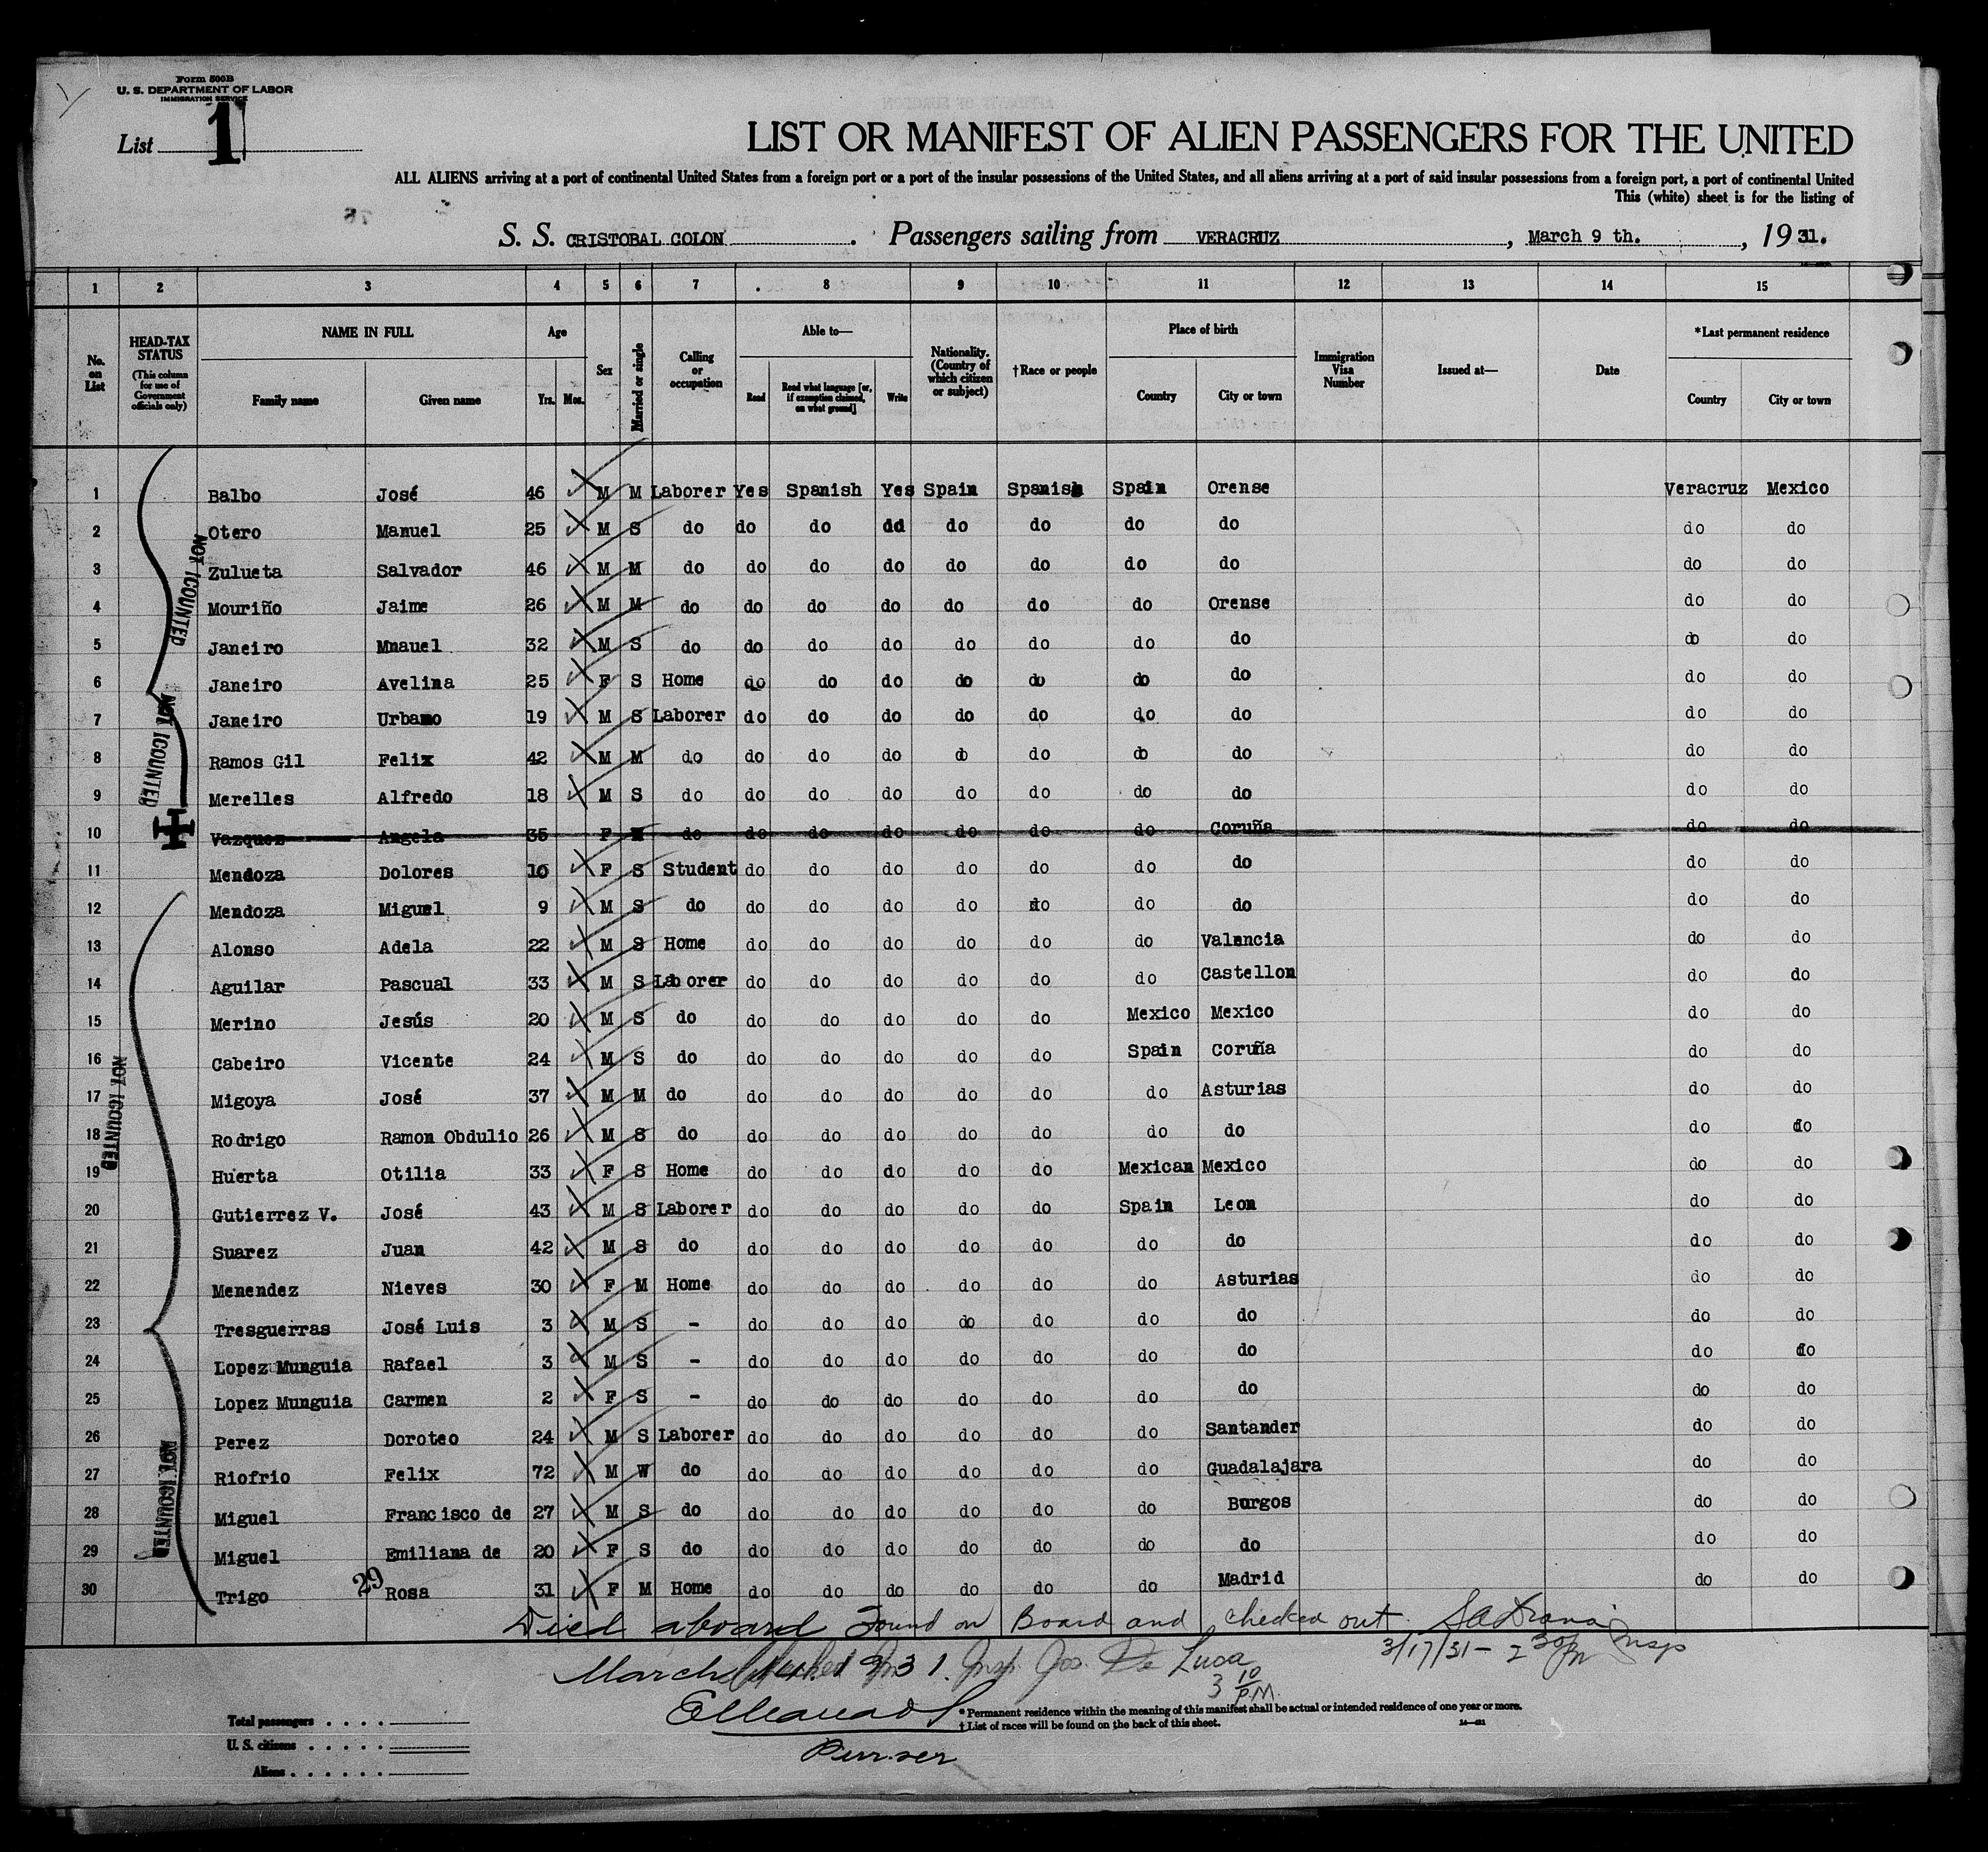 Form 500B
U. S. DEPARTMENT OF LABOR
IMMIGRATION SERVICE
List 1
LIST OR MANIFEST OF ALIEN PASSENGERS FOR THE UNITED
ALL ALIENS arriving at a port of continental United States from a foreign port or a port of the insular possessions of the United States, and all aliens arriving at a port of said insular possessions from a foreign port, a port of continental United
This (white) sheet is for the listing of
S. S. CRISTOBAL COLON. Passengers sailing from VERACRUZ, March 9 th., 1931.
1 2 3 4 5 6 7 8 9 10 11 12 13 14 15
No. on List HEAD-TAX STATUS (This column for use of Government officials only) NAME IN FULL Family name Given name Age Yrs. Mos. Sex Married or single Calling or occupation Able to— Read Read what language [or, if exemption claimed, on what ground] Write Nationality. (Country of which citizen or subject) †Race or people Place of birth Country City or town Immigration Visa Number Issued at— Date *Last permanent residence Country City or town
1 Balbo José 46 M M Laborer Yes Spanish Yes Spain Spanish Spain Orense Veracruz Mexico
2 Otero Manuel 25 M S do do do do do do do do do do
3 Zulueta Salvador 46 M M do do do do do do do do do do
4 Mouriño Jaime 26 M M do do do do do do do Orense do do
5 Janeiro Mnauel 32 M S do do do do do do do do do do
6 Janeiro Avelina 25 F S Home do do do do do do do do do
7 Janeiro Urbano 19 M S Laborer do do do do do do do do do
8 Ramos Gil Felix 42 M M do do do do do do do do do do
9 Merelles Alfredo 18 M S do do do do do do do do do do
10 Vazquez Angela 35 F M do do do do do do do Coruña do do
11 Mendoza Dolores 10 F S Student do do do do do do do do do
12 Mendoza Miguel 9 M S do do do do do do do do do do
13 Alonso Adela 22 M S Home do do do do do do Valencia do do
14 Aguilar Pascual 33 M S Laborer do do do do do do Castellon do do
15 Merino Jesús 20 M S do do do do do do Mexico Mexico do do
16 Cabeiro Vicente 24 M S do do do do do do Spain Coruña do do
17 Migoya José 37 M M do do do do do do do Asturias do do
18 Rodrigo Ramon Obdulio 26 M S do do do do do do do do do do
19 Huerta Otilia 33 F S Home do do do do do Mexican Mexico do do
20 Gutierrez V. José 43 M S Laborer do do do do do Spain Leon do do
21 Suarez Juan 42 M S do do do do do do do do do do
22 Menendez Nieves 30 F M Home do do do do do do Asturias do do
23 Tresguerras José Luis 3 M S - do do do do do do do do do
24 Lopez Munguia Rafael 3 M S - do do do do do do do do do
25 Lopez Munguia Carmen 2 F S - do do do do do do do do do
26 Perez Doroteo 24 M S Laborer do do do do do do Santander do do
27 Riofrio Felix 72 M W do do do do do do do Guadalajara do do
28 Miguel Francisco de 27 M S do do do do do do do Burgos do do
29 Miguel Emiliana de 20 F S do do do do do do do do do do
30 Trigo 29 Rosa 31 F M Home do do do do do do Madrid do do
NOT ICOUNTED
NOT ICOUNTED
NOT ICOUNTED
NOT ICOUNTED
Died aboard Found on Board and checked out
3/17/31 - 2 30 Pm Insp
March 1931 Insp. Jos. De Luca
3 10 P.M.
Purser
*Permanent residence within the meaning of this manifest shall be actual or intended residence of one year or more.
†List of races will be found on the back of this sheet.
Total passengers
U. S. citizens
Aliens